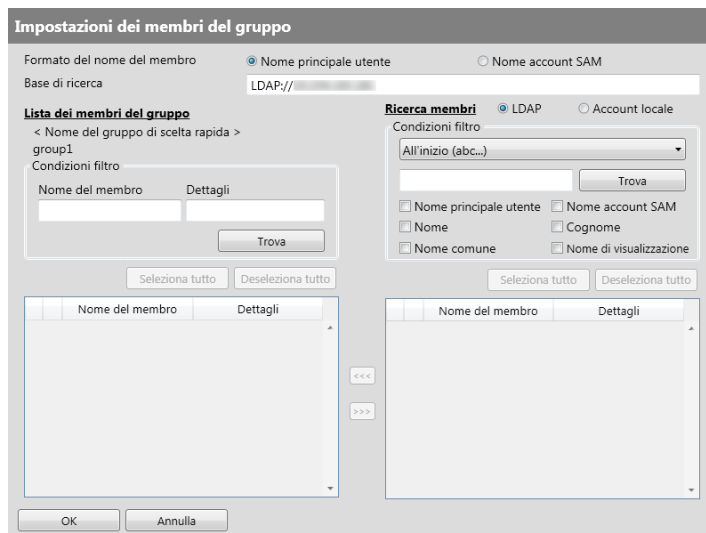 Impostazioni dei membri del gruppo
Formato del nome del membro
Nome principale utente
Nome account SAM
Base di ricerca
LDAP://
Lista dei membri del gruppo
< Nome del gruppo di scelta rapida >
group1
Condizioni filtro
Nome del membro Dettagli
Trova
Seleziona tutto Deseleziona tutto
Nome del membro Dettagli
Ricerca membri LDAP Account locale
Condizioni filtro
All'inizio (abc...)
Trova
Nome principale utente Nome account SAM
Nome Cognome
Nome comune Nome di visualizzazione
Seleziona tutto Deseleziona tutto
Nome del membro Dettagli
<<<
>>>
OK Annulla